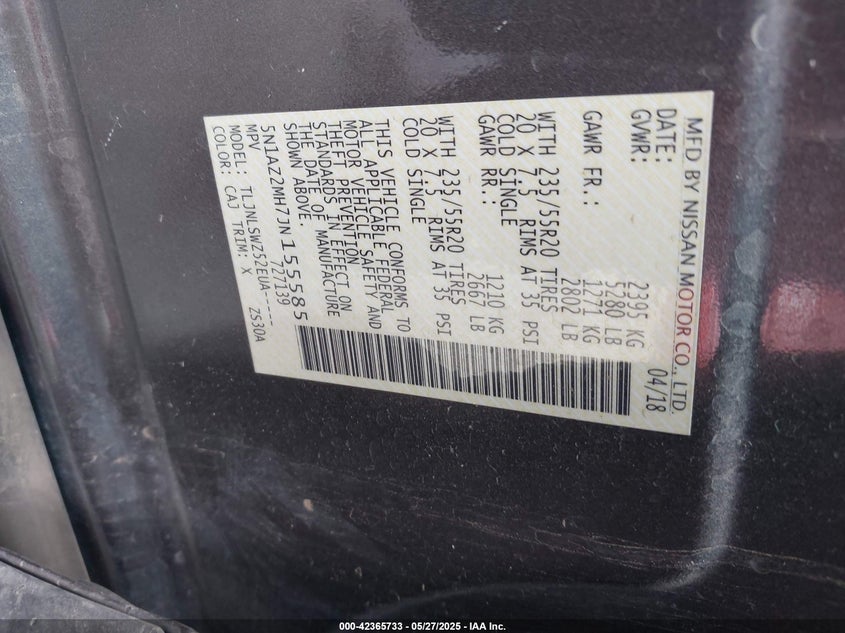 MFD BY NISSAN MOTOR CO., LTD.
DATE: 04/18
GVWR: 2395 KG
5280 LB
GAWR FR.: 1271 KG
2802 LB
WITH 235/55R20 TIRES
20 X 7.5 RIMS AT 35 PSI
COLD SINGLE
GAWR RR.: 1210 KG
2667 LB
WITH 235/55R20 TIRES
20 X 7.5 RIMS AT 35 PSI
COLD SINGLE
THIS VEHICLE CONFORMS TO
ALL APPLICABLE FEDERAL
MOTOR VEHICLE SAFETY AND
THEFT PREVENTION
STANDARDS IN EFFECT ON
THE DATE OF MANUFACTURE
SHOWN ABOVE.
5N1AZ2MH7JN155585
MPV 727139
MODEL: TLJNLSWZ52EUA-----
COLOR: CAJ TRIM: X ZS30A
000-42365733 — 05/27/2025 — IAA Inc.